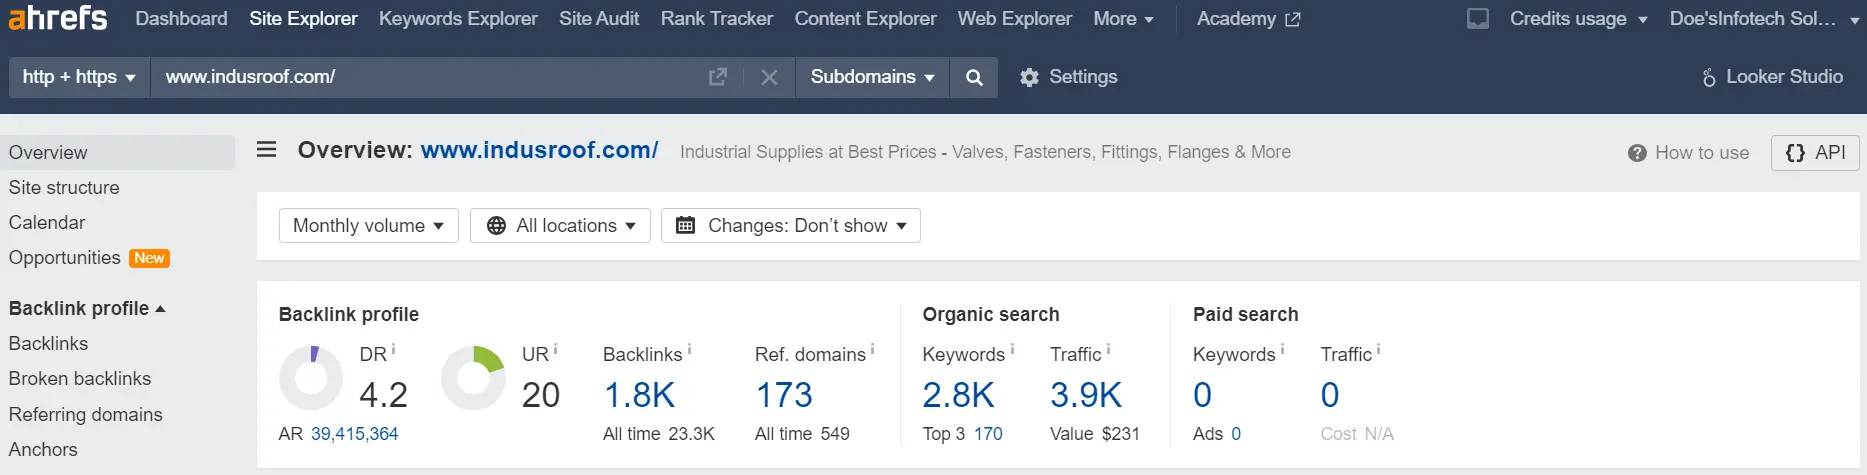 ahrefs Dashboard Site Explorer Keywords Explorer Site Audit Rank Tracker Content Explorer Web Explorer More Academy Credits usage Doe'sInfotech Sol...
http + https www.indusroof.com/ Subdomains Settings Looker Studio
Overview
Site structure
Calendar
Opportunities New
Backlink profile
Backlinks
Broken backlinks
Referring domains
Anchors
Overview: www.indusroof.com/ Industrial Supplies at Best Prices - Valves, Fasteners, Fittings, Flanges & More How to use API
Monthly volume All locations Changes: Don't show
Backlink profile Organic search Paid search
DR UR Backlinks Ref. domains Keywords Traffic Keywords Traffic
4.2 20 1.8K 173 2.8K 3.9K 0 0
AR 39,415,364 All time 23.3K All time 549 Top 3 170 Value $231 Ads 0 Cost N/A